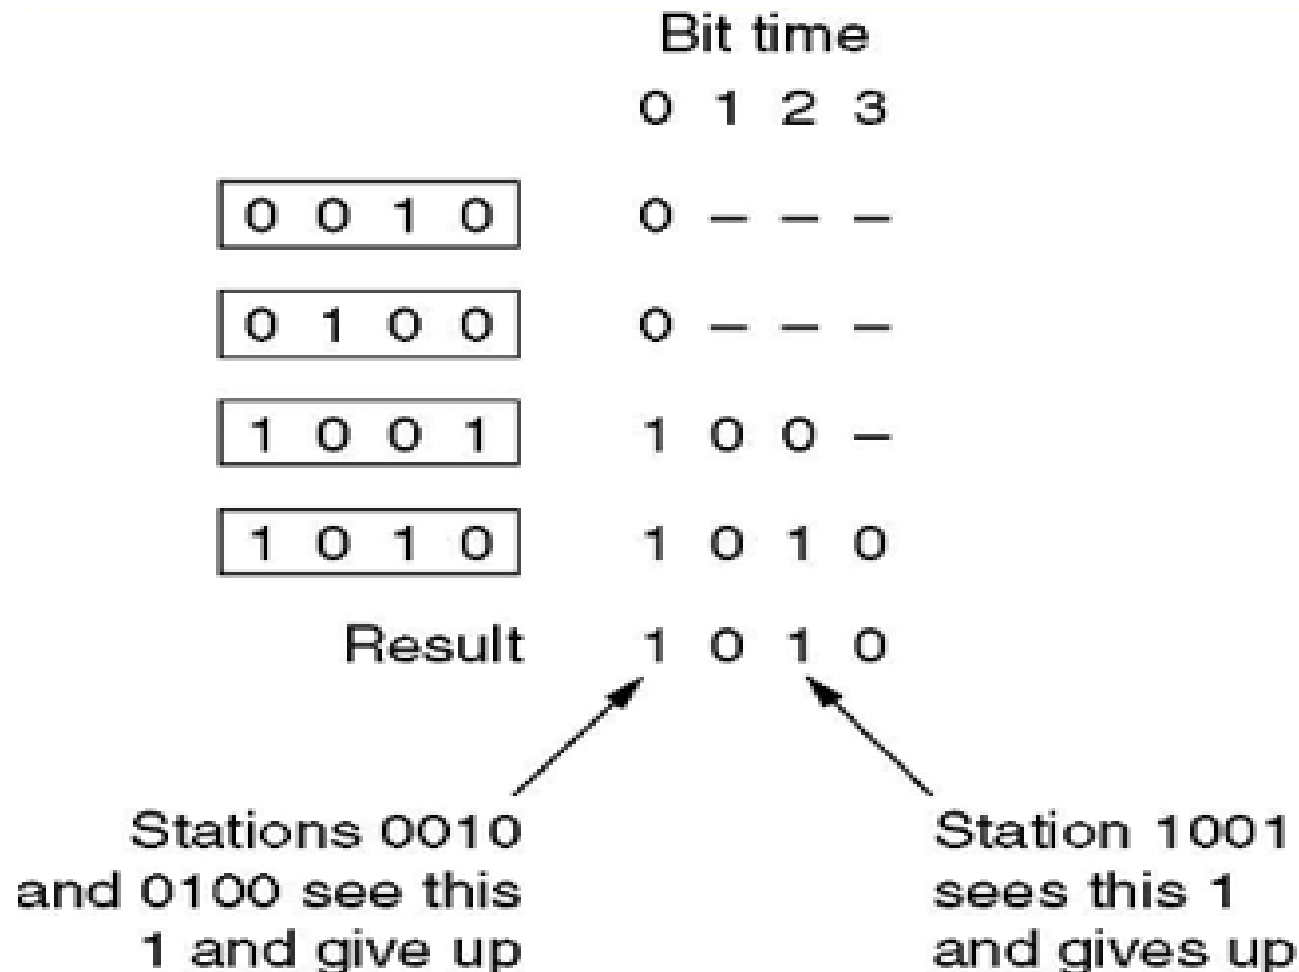 Bit time
0 1 2 3
0 0 1 0 0 – – –
0 1 0 0 0 – – –
1 0 0 1 1 0 0 –
1 0 1 0 1 0 1 0
Result 1 0 1 0
Stations 0010
and 0100 see this
1 and give up
Station 1001
sees this 1
and gives up